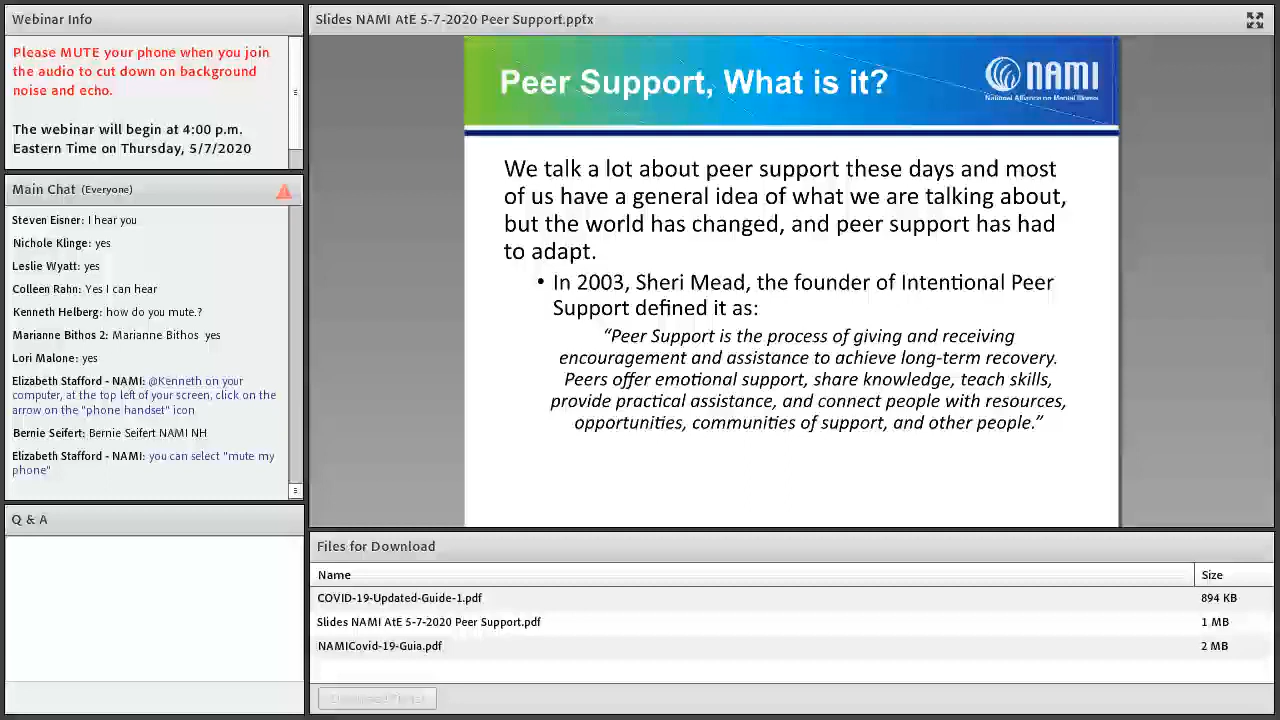 Webinar Info
Please MUTE your phone when you join
the audio to cut down on background
noise and echo.
The webinar will begin at 4:00 p.m.
Eastern Time on Thursday, 5/7/2020
Main Chat (Everyone)
Steven Eisner: I hear you
Nichole Klinge: yes
Leslie Wyatt: yes
Colleen Rahn: Yes I can hear
Kenneth Helberg: how do you mute.?
Marianne Bithos 2: Marianne Bithos yes
Lori Malone: yes
Elizabeth Stafford - NAMI: @Kenneth on your
computer, at the top left of your screen, click on the
arrow on the "phone handset" icon
Bernie Seifert: Bernie Seifert NAMI NH
Elizabeth Stafford - NAMI: you can select "mute my
phone"
Q & A
Slides NAMI AtE 5-7-2020 Peer Support.pptx
Peer Support, What is it?
NAMI
National Alliance on Mental Illness
We talk a lot about peer support these days and most
of us have a general idea of what we are talking about,
but the world has changed, and peer support has had
to adapt.
• In 2003, Sheri Mead, the founder of Intentional Peer
Support defined it as:
“Peer Support is the process of giving and receiving
encouragement and assistance to achieve long-term recovery.
Peers offer emotional support, share knowledge, teach skills,
provide practical assistance, and connect people with resources,
opportunities, communities of support, and other people.”
Files for Download
Name Size
COVID-19-Updated-Guide-1.pdf 894 KB
Slides NAMI AtE 5-7-2020 Peer Support.pdf 1 MB
NAMICovid-19-Guia.pdf 2 MB